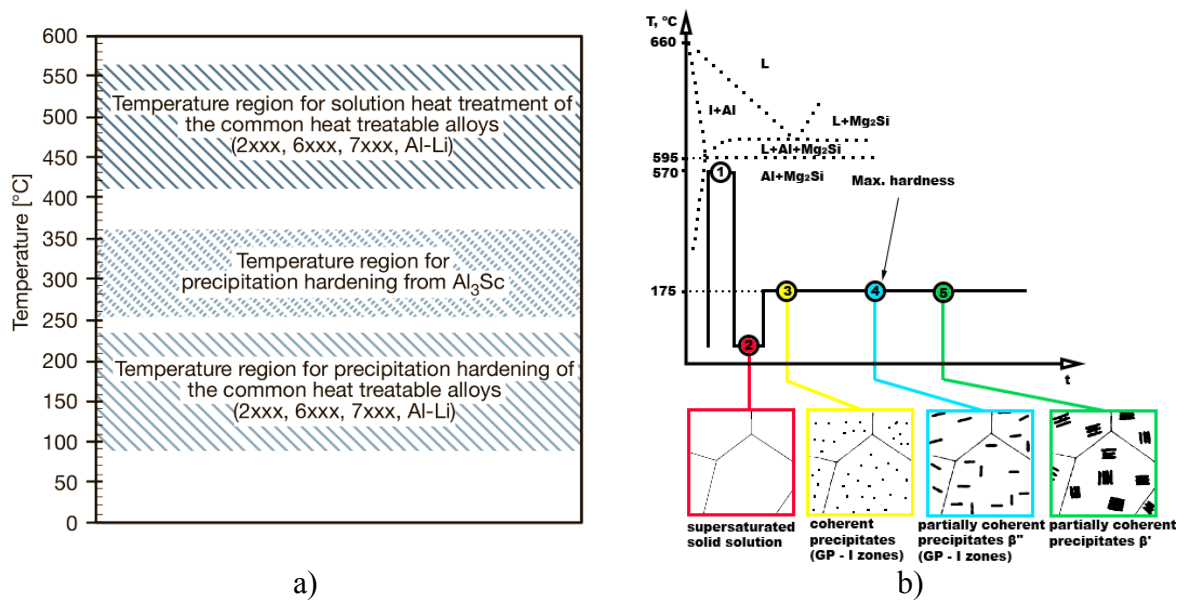 600
550
500
450
400
350
300
250
200
150
100
50
0
Temperature [°C]
Temperature region for solution heat treatment of
the common heat treatable alloys
(2xxx, 6xxx, 7xxx, Al-Li)
Temperature region for
precipitation hardening from Al₃Sc
Temperature region for precipitation hardening of
the common heat treatable alloys
(2xxx, 6xxx, 7xxx, Al-Li)
a)
T, °C
660
L
l+Al
L+Mg₂Si
L+Al+Mg₂Si
595
570
Al+Mg₂Si
1
Max. hardness
175
3
4
5
2
t
supersaturated
solid solution
coherent
precipitates
(GP - I zones)
partially coherent
precipitates β"
(GP - I zones)
partially coherent
precipitates β'
b)